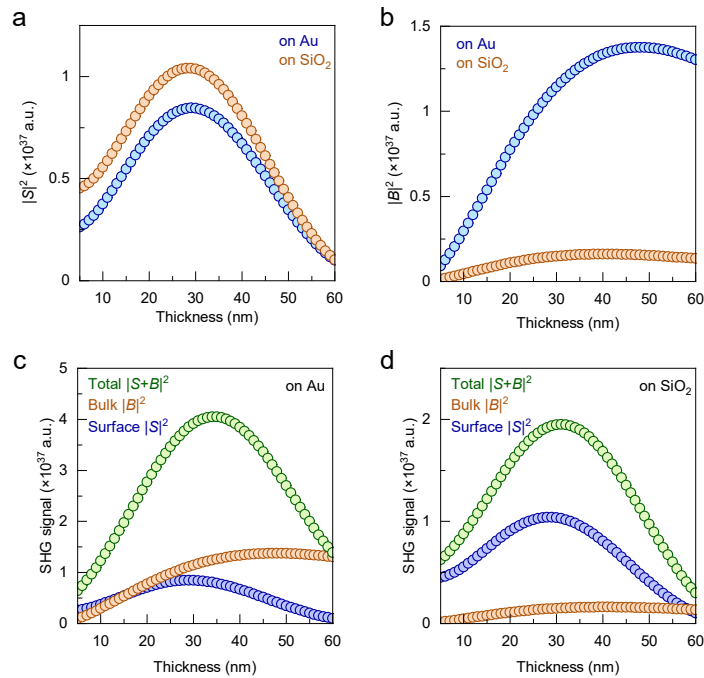 a
on Au
on SiO₂
1
0.5
0
|S|² (×10³⁷ a.u.)
10 20 30 40 50 60
Thickness (nm)
b
on Au
on SiO₂
1.5
1
0.5
0
|B|² (×10³⁷ a.u.)
10 20 30 40 50 60
Thickness (nm)
c
Total |S+B|²
on Au
Bulk |B|²
Surface |S|²
5
4
3
2
1
0
SHG signal (×10³⁷ a.u.)
10 20 30 40 50 60
Thickness (nm)
d
Total |S+B|²
on SiO₂
Bulk |B|²
Surface |S|²
2
1
0
SHG signal (×10³⁷ a.u.)
10 20 30 40 50 60
Thickness (nm)